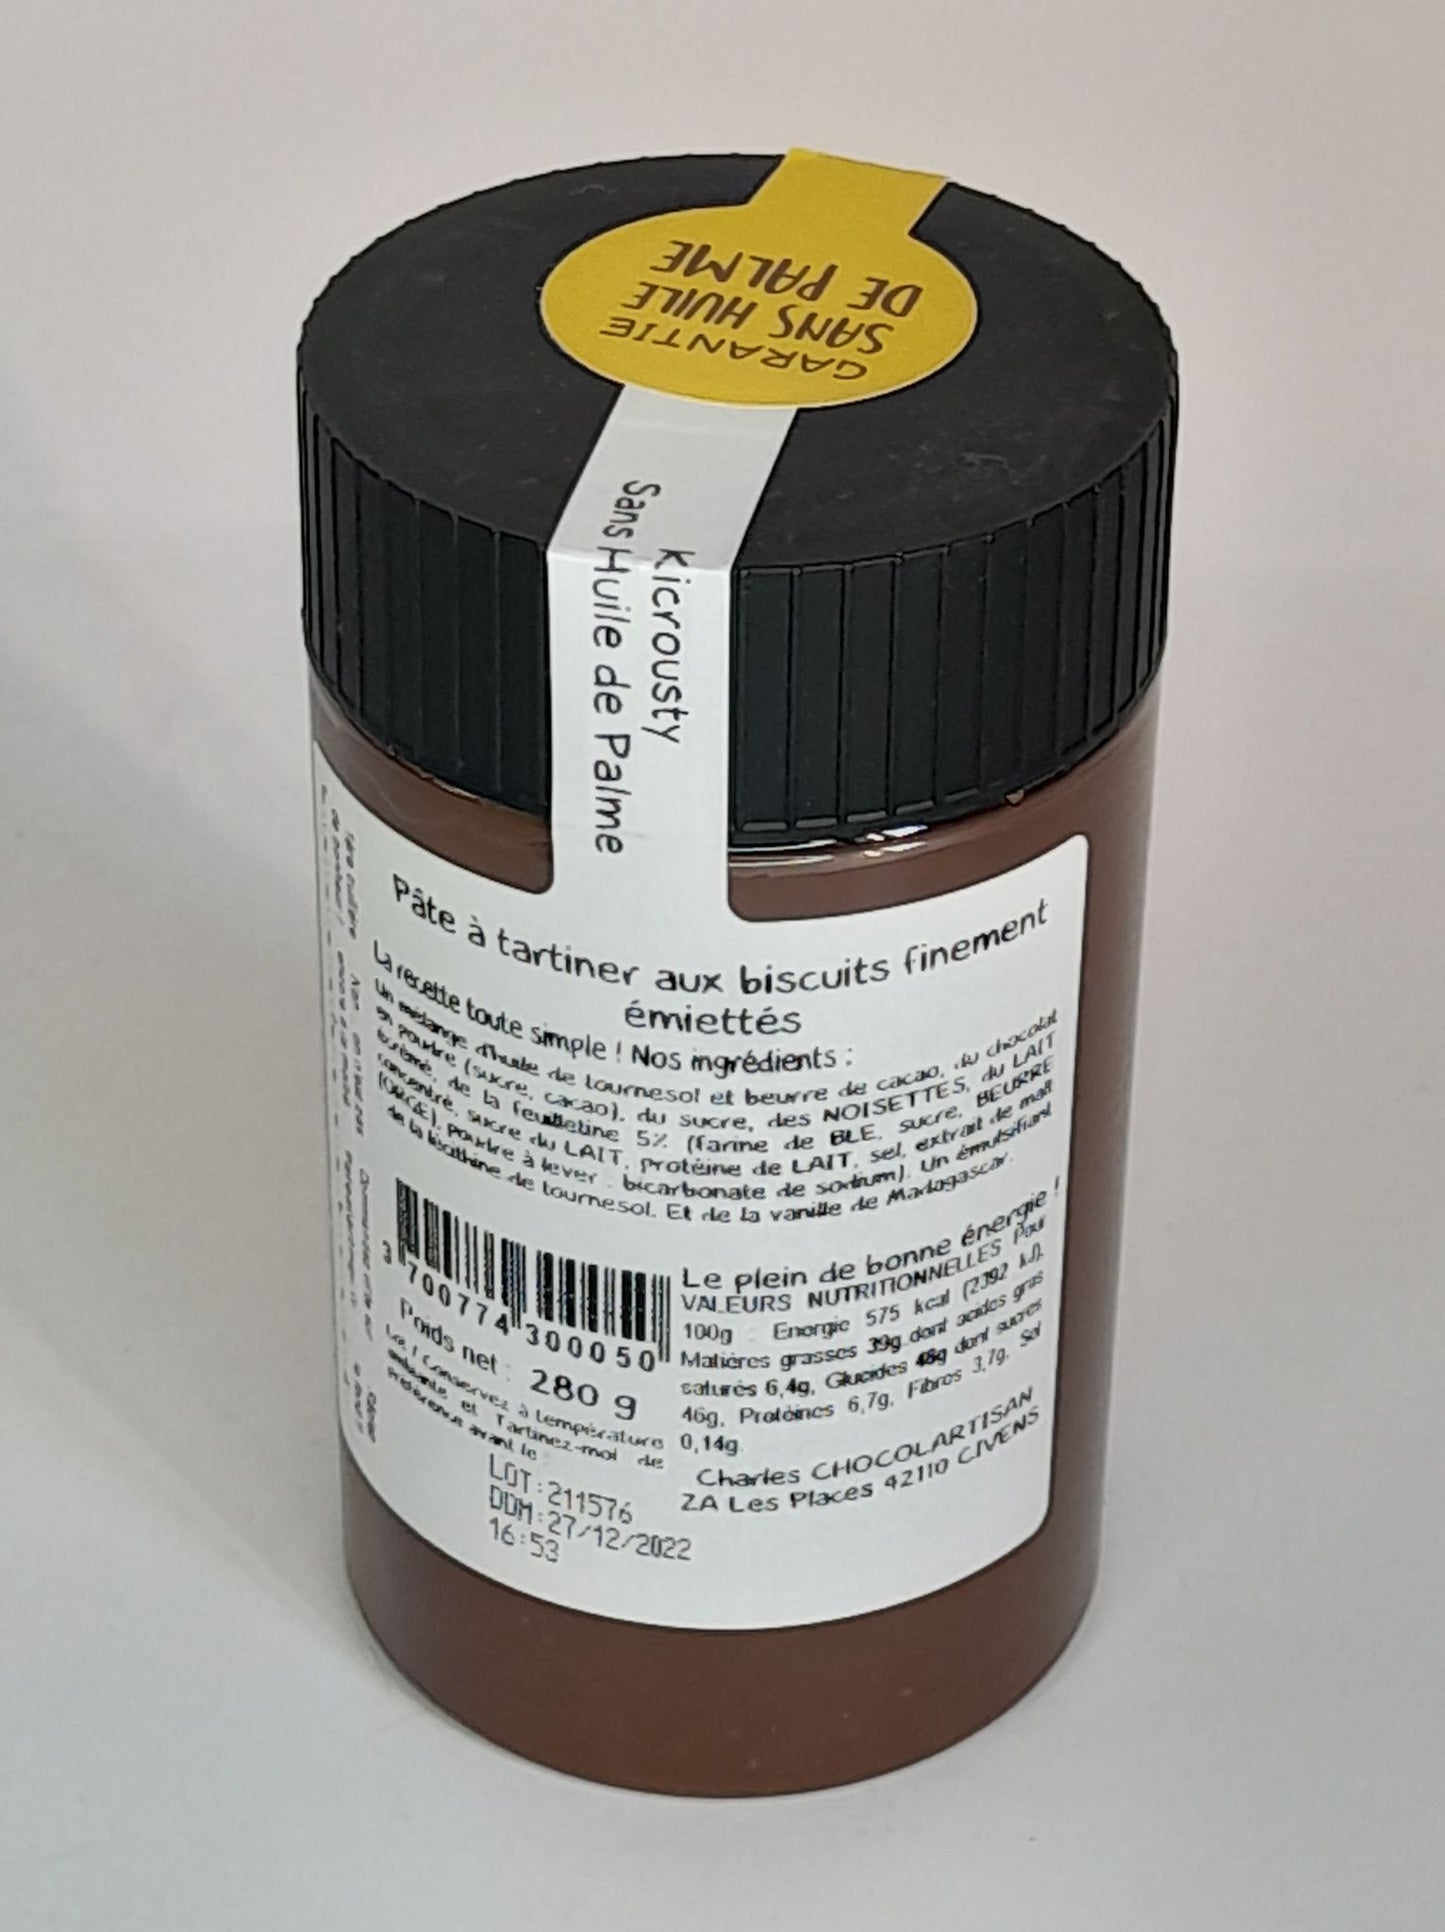 GARANTIE
SANS HUILE
DE PALME
Kicrousty
Sans Huile de Palme
Pâte à tartiner aux biscuits finement
émiettés
La recette toute simple ! Nos ingrédients :
Un mélange d'huile de tournesol et beurre de cacao, du chocolat
en poudre (sucre, cacao), du sucre, des NOISETTES, du LAIT
écrémé, de la feuilletine 5% (farine de BLE, sucre, BEURRE
concentré, sucre du LAIT, protéine de LAIT, sel, extrait de malt
(ORGE), poudre à lever : bicarbonate de sodium). Un émulsifiant
de la lécithine de tournesol. Et de la vanille de Madagascar.
3 700774 300050
Poids net : 280 g
Conservez à température
ambiante et Tartinez-moi de
Préférence avant le :
LOT:211576
DDM:27/12/2022
16:53
Le plein de bonne énergie !
VALEURS NUTRITIONNELLES Pour
100g : Energie 575 kcal (2392 kJ).
Matières grasses 39g dont acides gras
saturés 6,4g, Glucides 48g dont sucres
46g, Protéines 6,7g, Fibres 3,7g, Sel
0,14g.
Charles CHOCOLARTISAN
ZA Les Places 42110 CIVENS